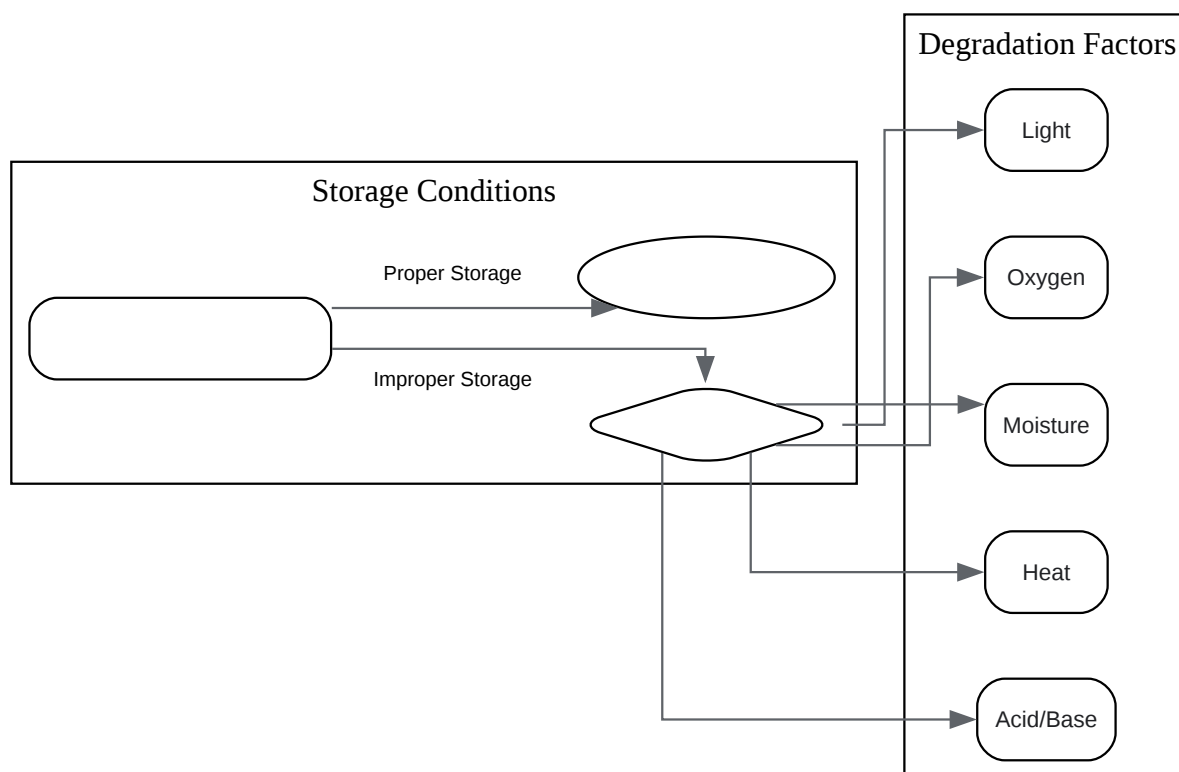 Degradation Factors
Light
Storage Conditions
Proper Storage
Oxygen
Improper Storage
Moisture
Heat
Acid/Base